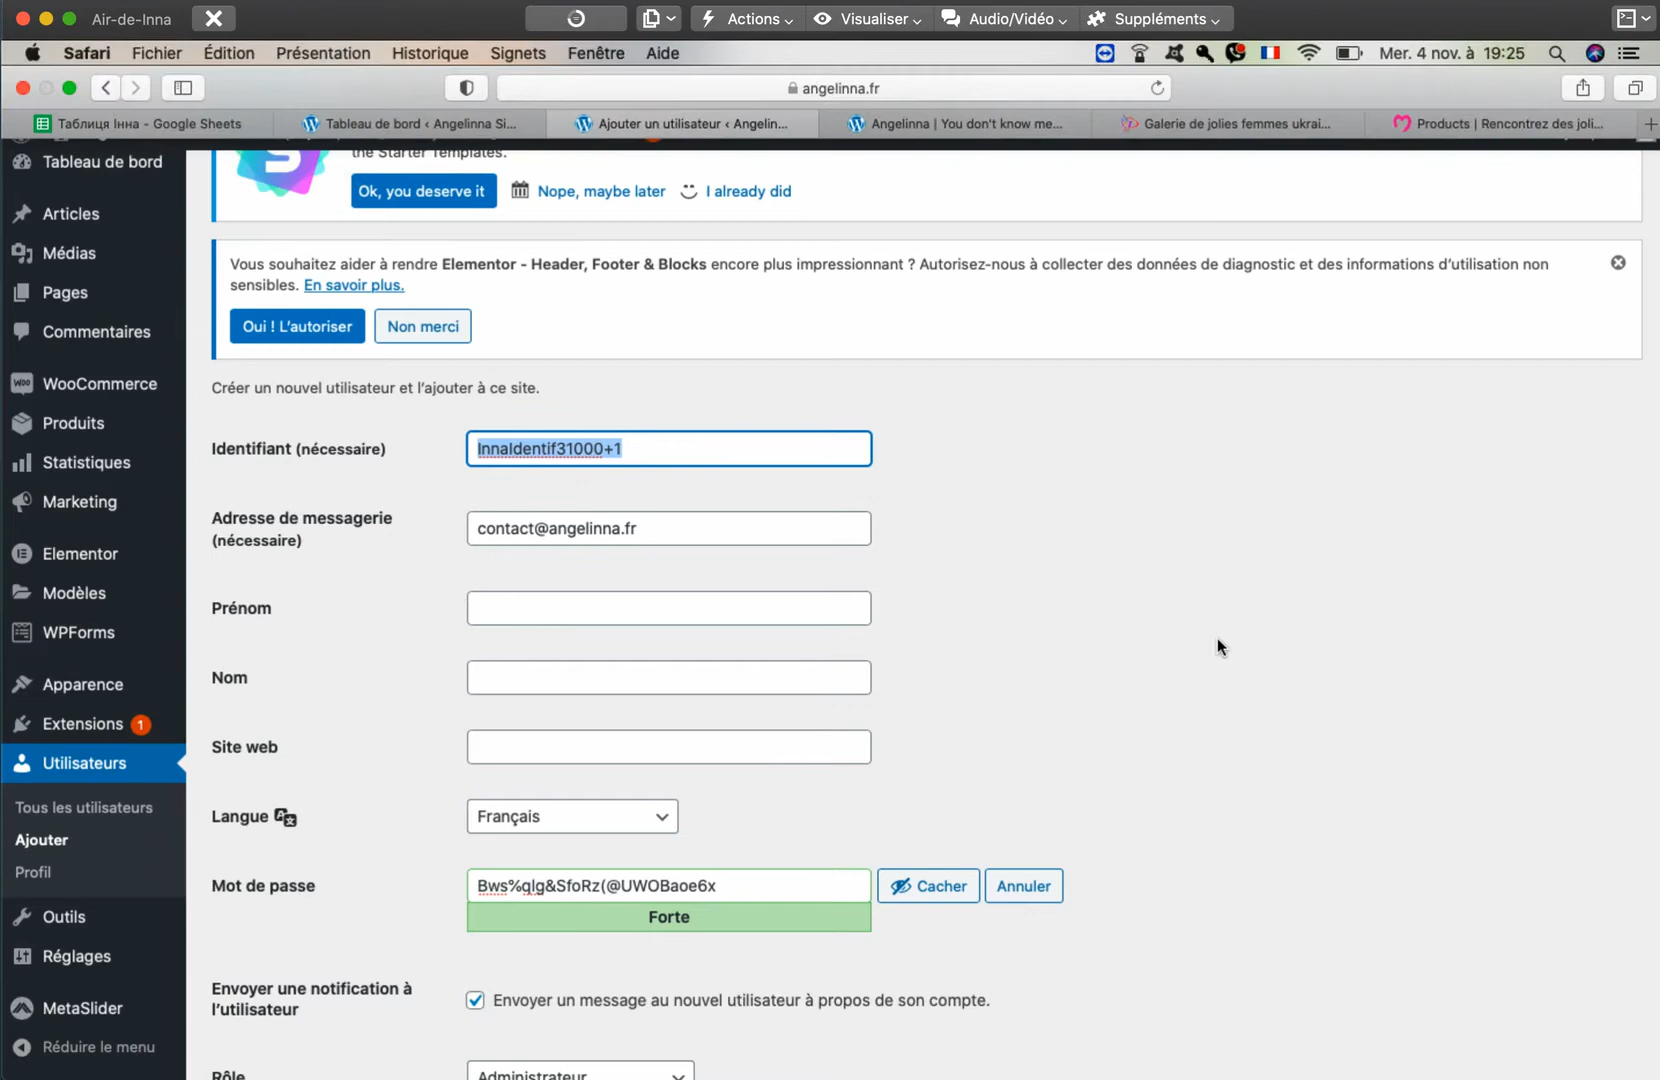 Air-de-Inna
Actions
Visualiser
Audio/Vidéo
Suppléments
Safari Fichier Édition Présentation Historique Signets Fenêtre Aide
Mer. 4 nov. à 19:25
angelinna.fr
Таблиця Інна - Google Sheets
Tableau de bord ‹ Angelinna Si...
Ajouter un utilisateur ‹ Angelin...
Angelinna | You don't know me...
Galerie de jolies femmes ukrai...
Products | Rencontrez des joli...
Tableau de bord
Articles
Médias
Pages
Commentaires
WooCommerce
Produits
Statistiques
Marketing
Elementor
Modèles
WPForms
Apparence
Extensions 1
Utilisateurs
Tous les utilisateurs
Ajouter
Profil
Outils
Réglages
MetaSlider
Réduire le menu
the Starter Templates.
Ok, you deserve it
Nope, maybe later
I already did
Vous souhaitez aider à rendre Elementor - Header, Footer & Blocks encore plus impressionnant ? Autorisez-nous à collecter des données de diagnostic et des informations d'utilisation non
sensibles. En savoir plus.
Oui ! L'autoriser
Non merci
Créer un nouvel utilisateur et l'ajouter à ce site.
Identifiant (nécessaire)
InnaIdentif31000+1
Adresse de messagerie
(nécessaire)
contact@angelinna.fr
Prénom
Nom
Site web
Langue
Français
Mot de passe
Bws%qlg&SfoRz(@UWOBaoe6x
Cacher
Annuler
Forte
Envoyer une notification à
l'utilisateur
Envoyer un message au nouvel utilisateur à propos de son compte.
Rôle
Administrateur